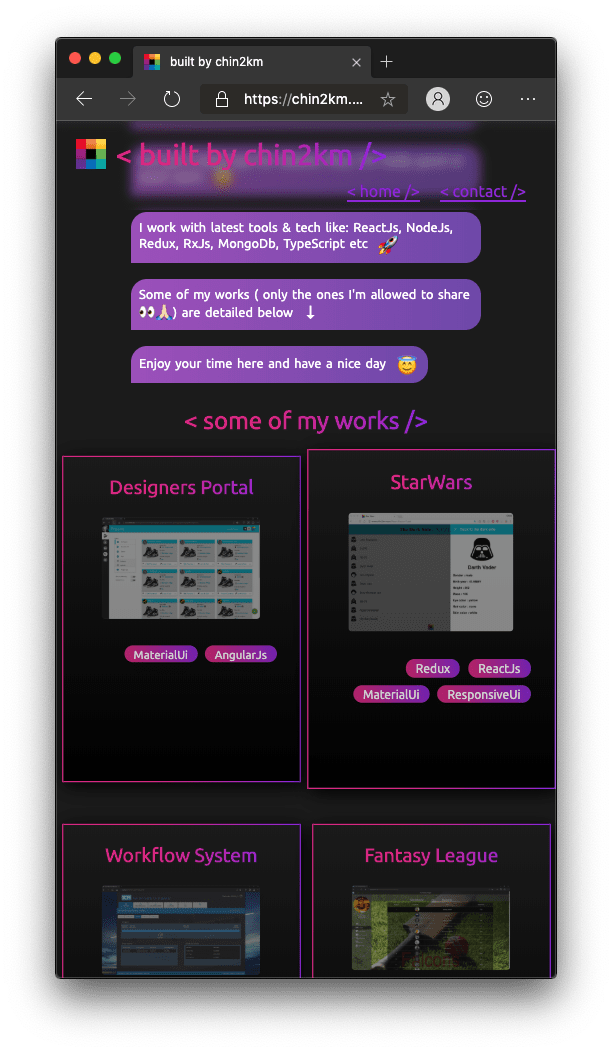 built by chin2km
https://chin2km....
< built by chin2km />
< home /> < contact />
I work with latest tools & tech like: ReactJs, NodeJs,
Redux, RxJs, MongoDb, TypeScript etc 🚀
Some of my works ( only the ones I'm allowed to share
👀🙏🏻) are detailed below ↓
Enjoy your time here and have a nice day 😇
< some of my works />
Designers Portal
MaterialUi AngularJs
StarWars
Darth Vader
Redux ReactJs
MaterialUi ResponsiveUi
Workflow System
Fantasy League